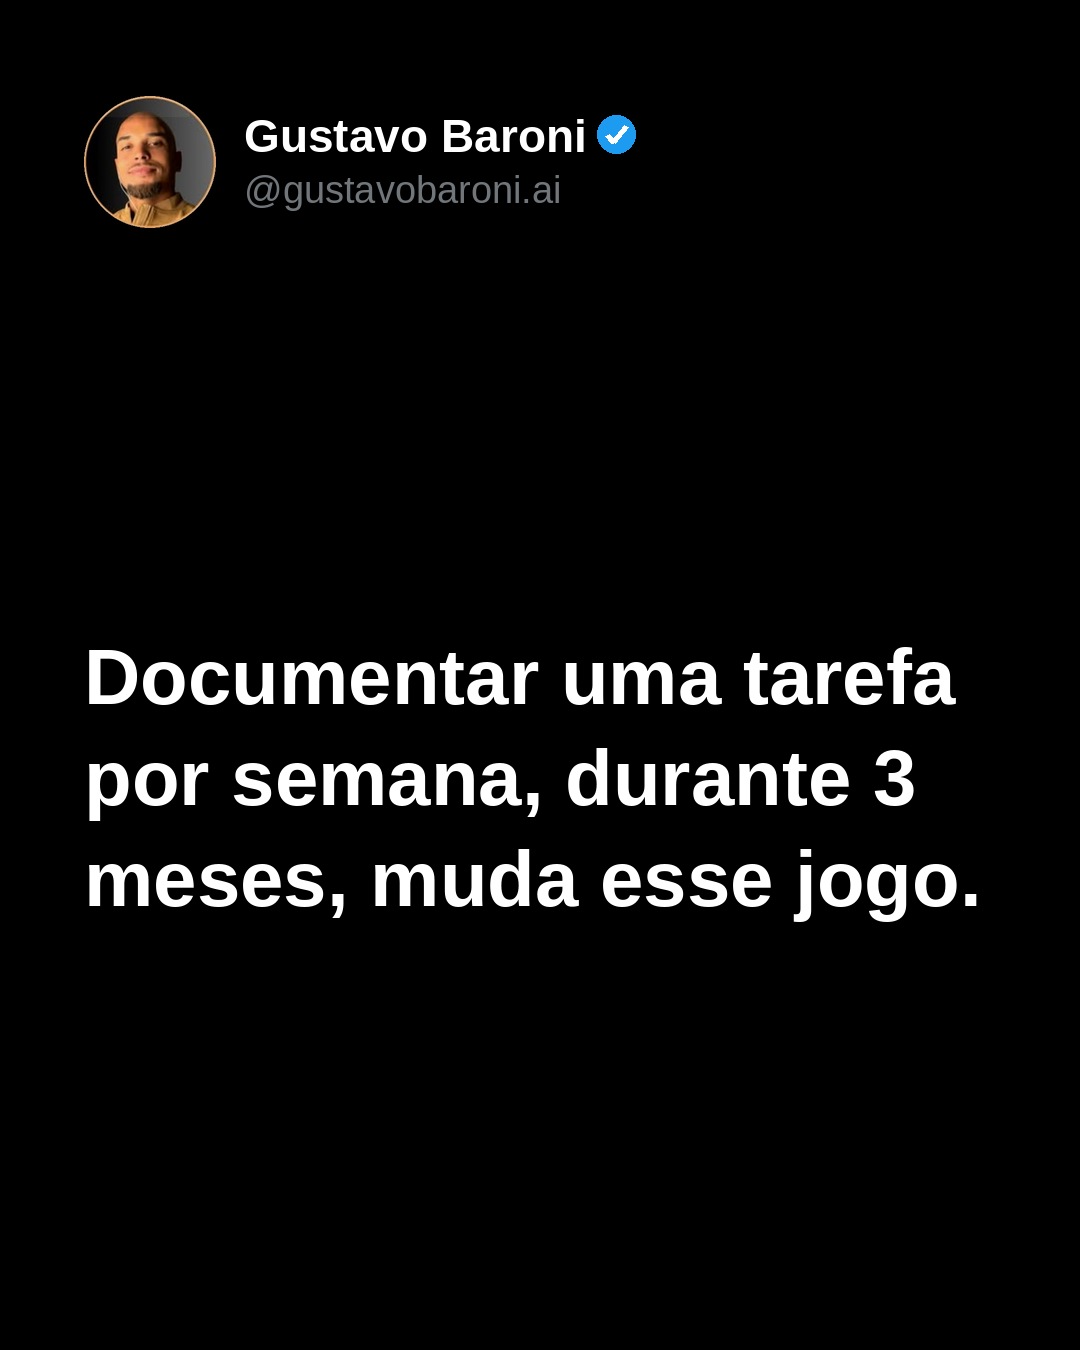 Gustavo Baroni
@gustavobaroni.ai
Documentar uma tarefa
por semana, durante 3
meses, muda esse jogo.